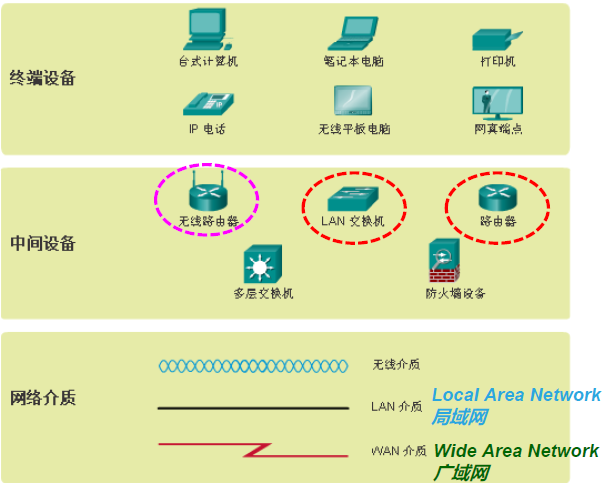 台式计算机
笔记本电脑
打印机
终端设备
IP 电话
无线平板电脑
网真端点
无线路由器
LAN 交换机
路由器
中间设备
多层交换机
防火墙设备
无线介质
网络介质
LAN 介质
Local Area Network
局域网
WAN 介质
Wide Area Network
广域网